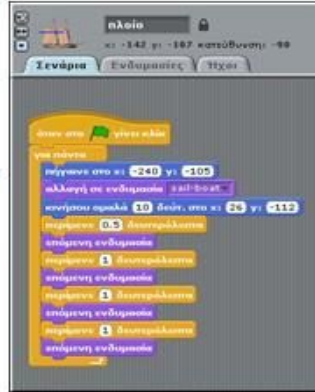 πλοίο
x: -142 y: -107 κατεύθυνση: -90
Σενάρια Ενδυμασίες Ήχοι
όταν στο γίνει κλικ
για πάντα
πήγαινε στο x: -240 y: -105
αλλαγή σε ενδυμασία sail-boat
κινήσου ομαλά 10 δεύτ. στο x: 26 y: -112
περίμενε 0.5 δευτερόλεπτα
επόμενη ενδυμασία
περίμενε 1 δευτερόλεπτα
επόμενη ενδυμασία
περίμενε 1 δευτερόλεπτα
επόμενη ενδυμασία
περίμενε 1 δευτερόλεπτα
επόμενη ενδυμασία